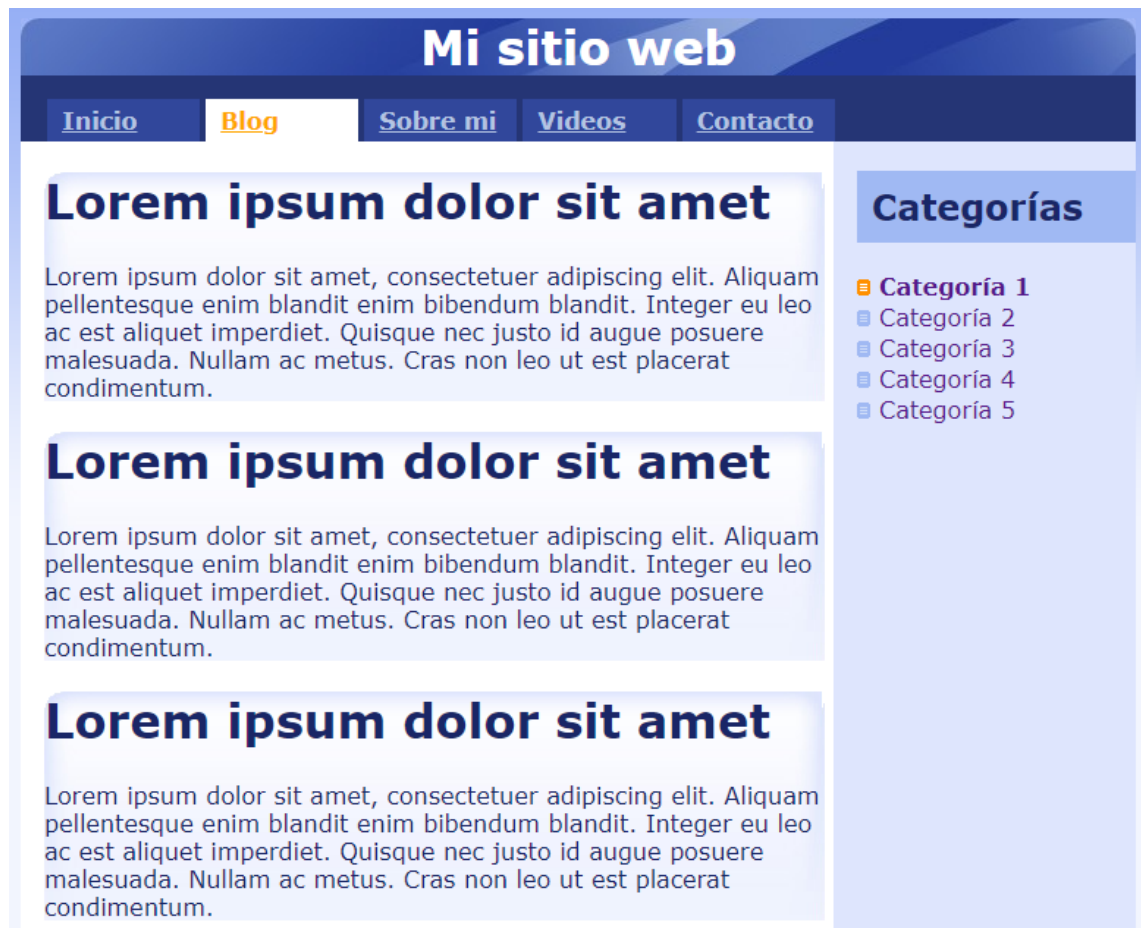 Mi sitio web
Inicio Blog Sobre mi Videos Contacto
Lorem ipsum dolor sit amet
Lorem ipsum dolor sit amet, consectetuer adipiscing elit. Aliquam
pellentesque enim blandit enim bibendum blandit. Integer eu leo
ac est aliquet imperdiet. Quisque nec justo id augue posuere
malesuada. Nullam ac metus. Cras non leo ut est placerat
condimentum.
Lorem ipsum dolor sit amet
Lorem ipsum dolor sit amet, consectetuer adipiscing elit. Aliquam
pellentesque enim blandit enim bibendum blandit. Integer eu leo
ac est aliquet imperdiet. Quisque nec justo id augue posuere
malesuada. Nullam ac metus. Cras non leo ut est placerat
condimentum.
Lorem ipsum dolor sit amet
Lorem ipsum dolor sit amet, consectetuer adipiscing elit. Aliquam
pellentesque enim blandit enim bibendum blandit. Integer eu leo
ac est aliquet imperdiet. Quisque nec justo id augue posuere
malesuada. Nullam ac metus. Cras non leo ut est placerat
condimentum.
Categorías
Categoría 1
Categoría 2
Categoría 3
Categoría 4
Categoría 5